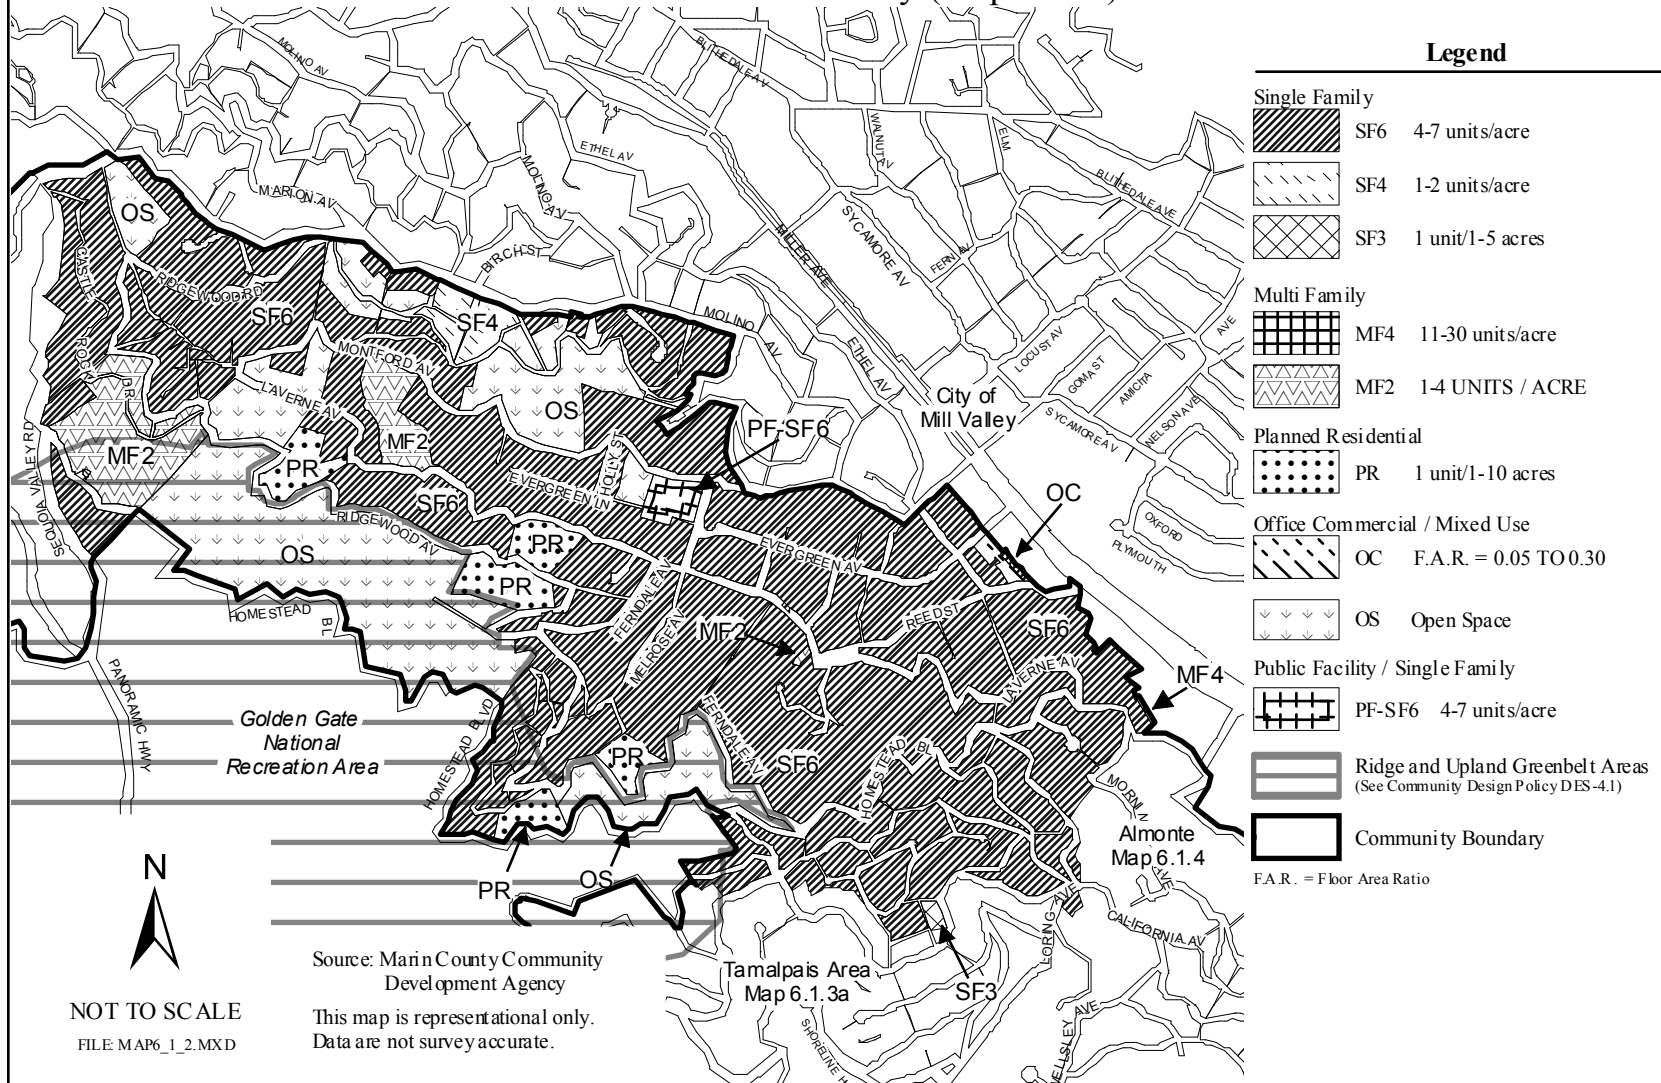 Legend
Single Family
SF6 4-7 units/acre
SF4 1-2 units/acre
SF3 1 unit/1-5 acres
Multi Family
MF4 11-30 units/acre
MF2 1-4 UNITS / ACRE
Planned Residential
PR 1 unit/1-10 acres
Office Commercial / Mixed Use
OC F.A.R. = 0.05 TO 0.30
OS Open Space
Public Facility / Single Family
PF-SF6 4-7 units/acre
Ridge and Upland Greenbelt Areas
(See Community Design Policy DES-4.1)
Community Boundary
F.A.R. = Floor Area Ratio
MOLINO AV
BLITHEDALE AV
WALNUT AV
ELM
ETHEL AV
MOLINO AV
BLITHEDALE AVE
MARION AV
OS
SYCAMORE AV
MILLER AVE
FERN AV
BIRCH ST
CASTLE
ROCK
DR
RIDGEWOOD RD
SF6
SF4
MOLINO
AV
AVE
LOCUST AV
GOMA ST
AMICITA
NELSON AVE
MONTFORD AV
ETHEL AV
LAVERNE AV
OS
City of
Mill Valley
SYCAMORE AV
PF-SF6
MF2
MF2
PR
HOLLY ST
EVERGREEN LN
SF6
OC
SEQUOIA VALLEY RD
RIDGEWOOD AV
OXFORD
PLYMOUTH
OS
PR
EVERGREEN AV
PR
FERNDALE AV
MELROSE AV
HOMESTEAD
BL
REED ST
MF2
SF6
LAVERNE AV
MF4
PANORAMIC HWY
Golden Gate
National
Recreation Area
HOMESTEAD BLVD
FERNDALE AV
PR
SF6
HOMESTEAD
BL
Almonte
Map 6.1.4
AVE
PR
OS
LORING AVE
CALIFORNIA AV
N
NOT TO SCALE
FILE: MAP6_1_2.MXD
Source: Marin County Community
Development Agency
This map is representational only.
Data are not survey accurate.
Tamalpais Area
Map 6.1.3a
SF3